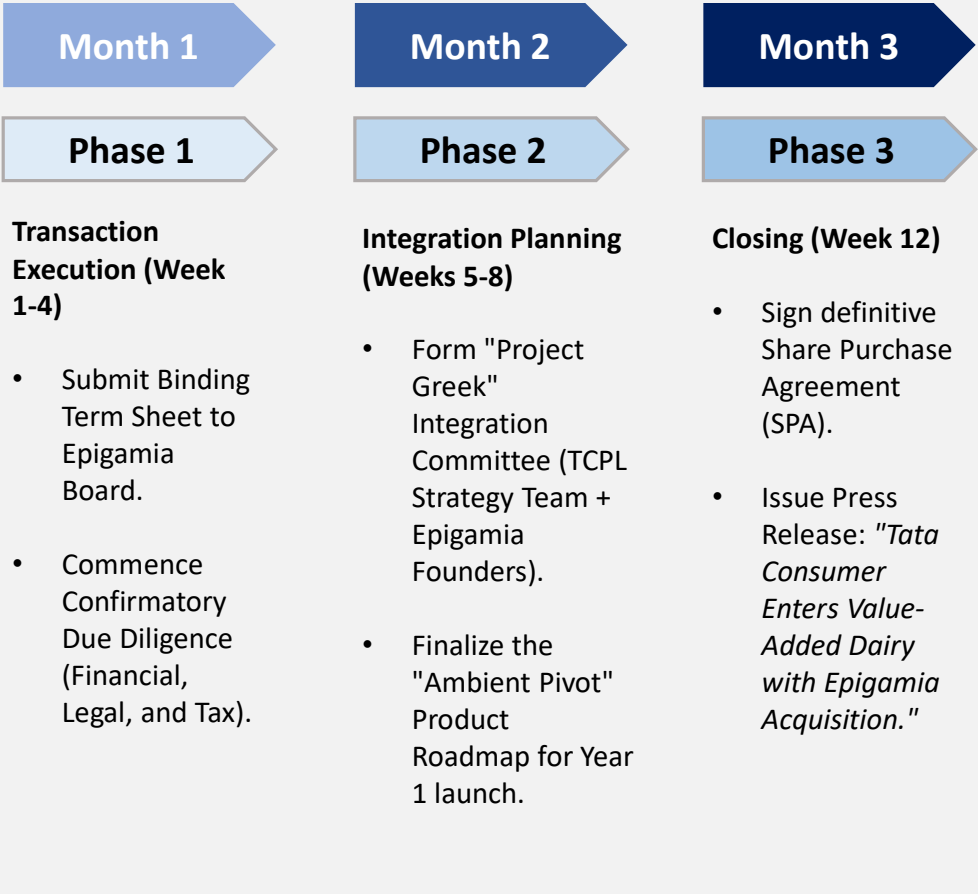 Month 1
Month 2
Month 3
Phase 1
Phase 2
Phase 3
Transaction
Execution (Week
1-4)
• Submit Binding
Term Sheet to
Epigamia
Board.
• Commence
Confirmatory
Due Diligence
(Financial,
Legal, and Tax).
Integration Planning
(Weeks 5-8)
• Form "Project
Greek"
Integration
Committee (TCPL
Strategy Team +
Epigamia
Founders).
• Finalize the
"Ambient Pivot"
Product
Roadmap for Year
1 launch.
Closing (Week 12)
• Sign definitive
Share Purchase
Agreement
(SPA).
• Issue Press
Release: "Tata
Consumer
Enters Value-
Added Dairy
with Epigamia
Acquisition."